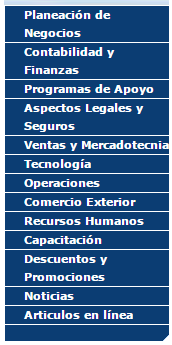 Planeación de
Negocios
Contabilidad y
Finanzas
Programas de Apoyo
Aspectos Legales y
Seguros
Ventas y Mercadotecnia
Tecnología
Operaciones
Comercio Exterior
Recursos Humanos
Capacitación
Descuentos y
Promociones
Noticias
Articulos en línea